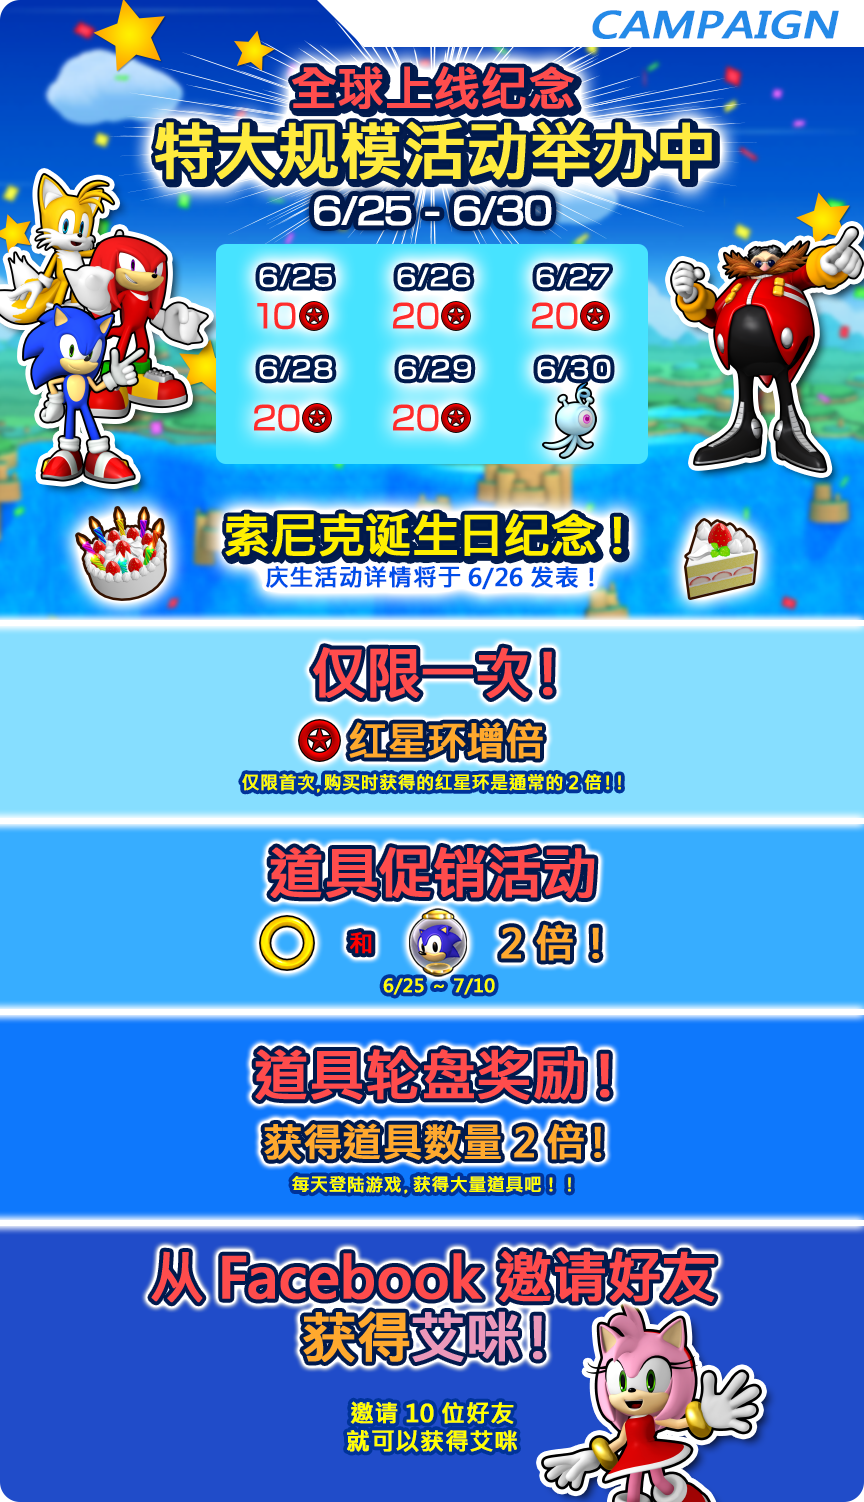 CAMPAIGN
全球上线纪念
特大规模活动举办中
6/25 - 6/30
6/25 6/26 6/27
10 20 20
6/28 6/29 6/30
20 20
索尼克诞生日纪念！
庆生活动详情将于 6/26 发表！
仅限一次！
红星环增倍
仅限首次,购买时获得的红星环是通常的 2 倍!!
道具促销活动
和 2 倍！
6/25 ~ 7/10
道具轮盘奖励！
获得道具数量 2 倍!
每天登陆游戏, 获得大量道具吧！！
从 Facebook 邀请好友
获得艾咪!
邀请 10 位好友
就可以获得艾咪